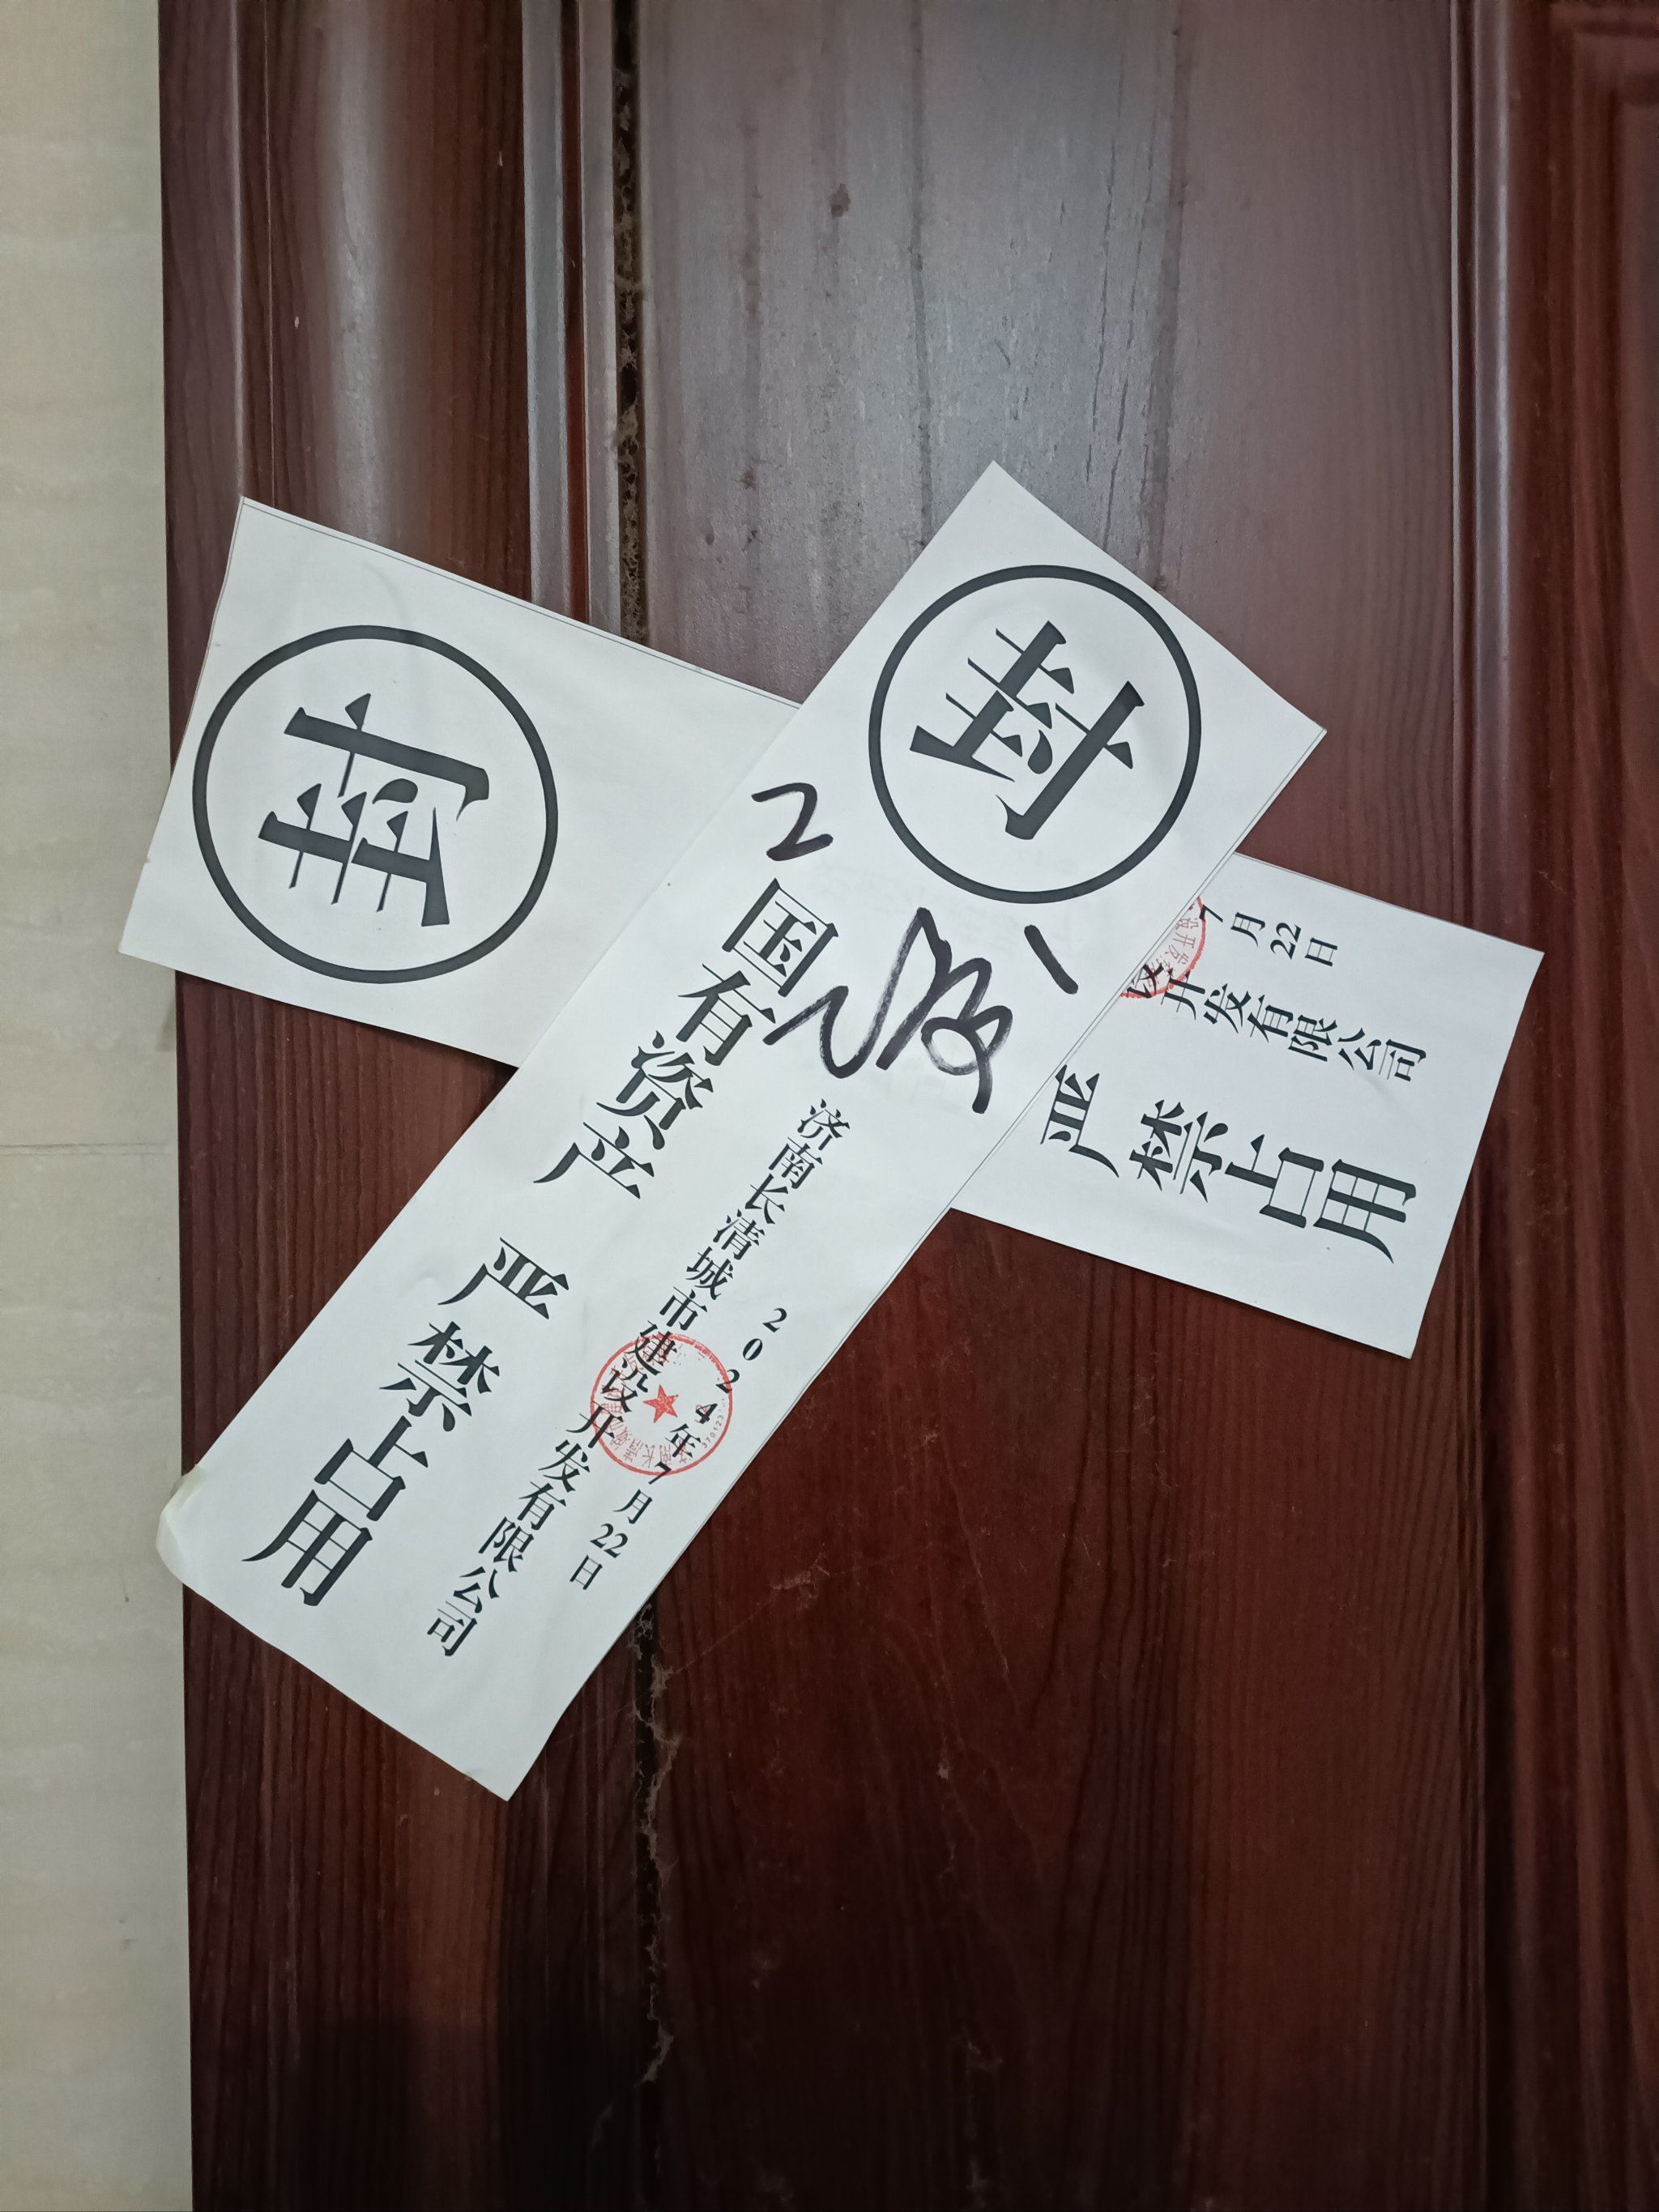 封
国有资产 严禁占用
济南长清城市建设开发有限公司
2024年7月22日
封
严禁占用
开发有限公司
7月22日